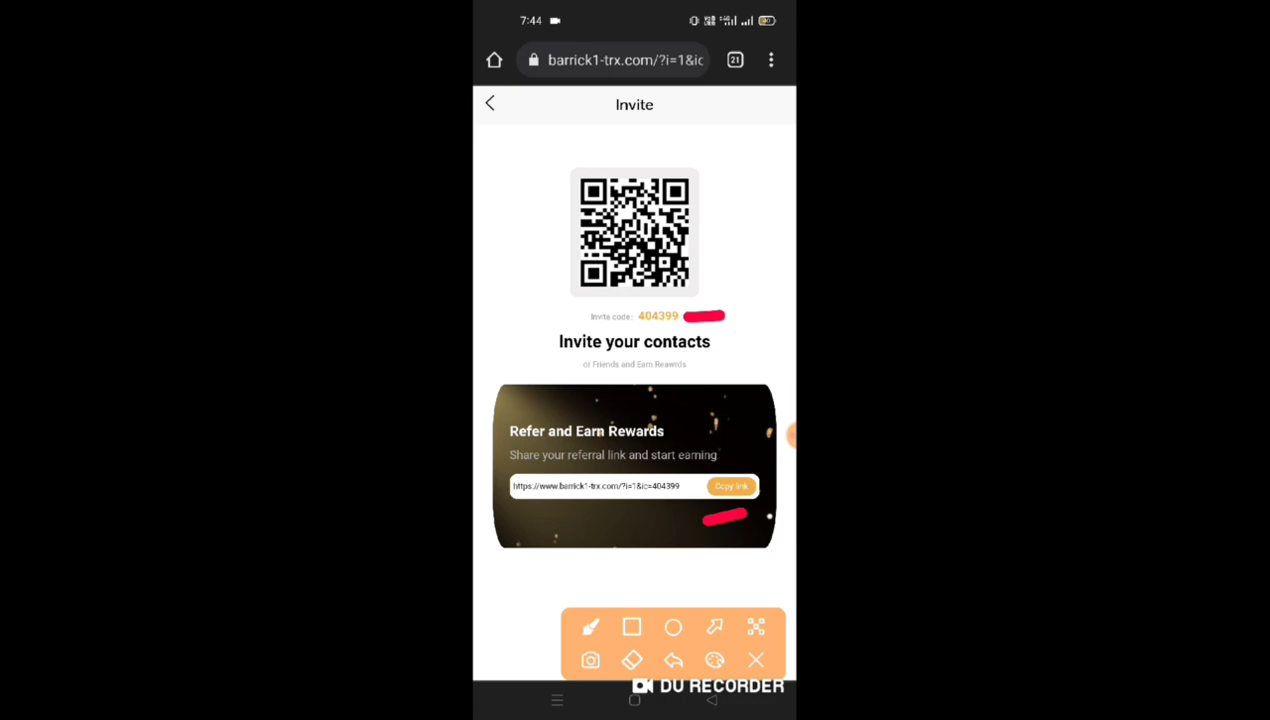 7:44
barrick1-trx.com/?i=1&ic
21
Invite
Invite code: 404399
Invite your contacts
or Friends and Earn Reawrds
Refer and Earn Rewards
Share your referral link and start earning
https://www.barrick1-trx.com/?i=1&ic=404399
Copy link
DU RECORDER